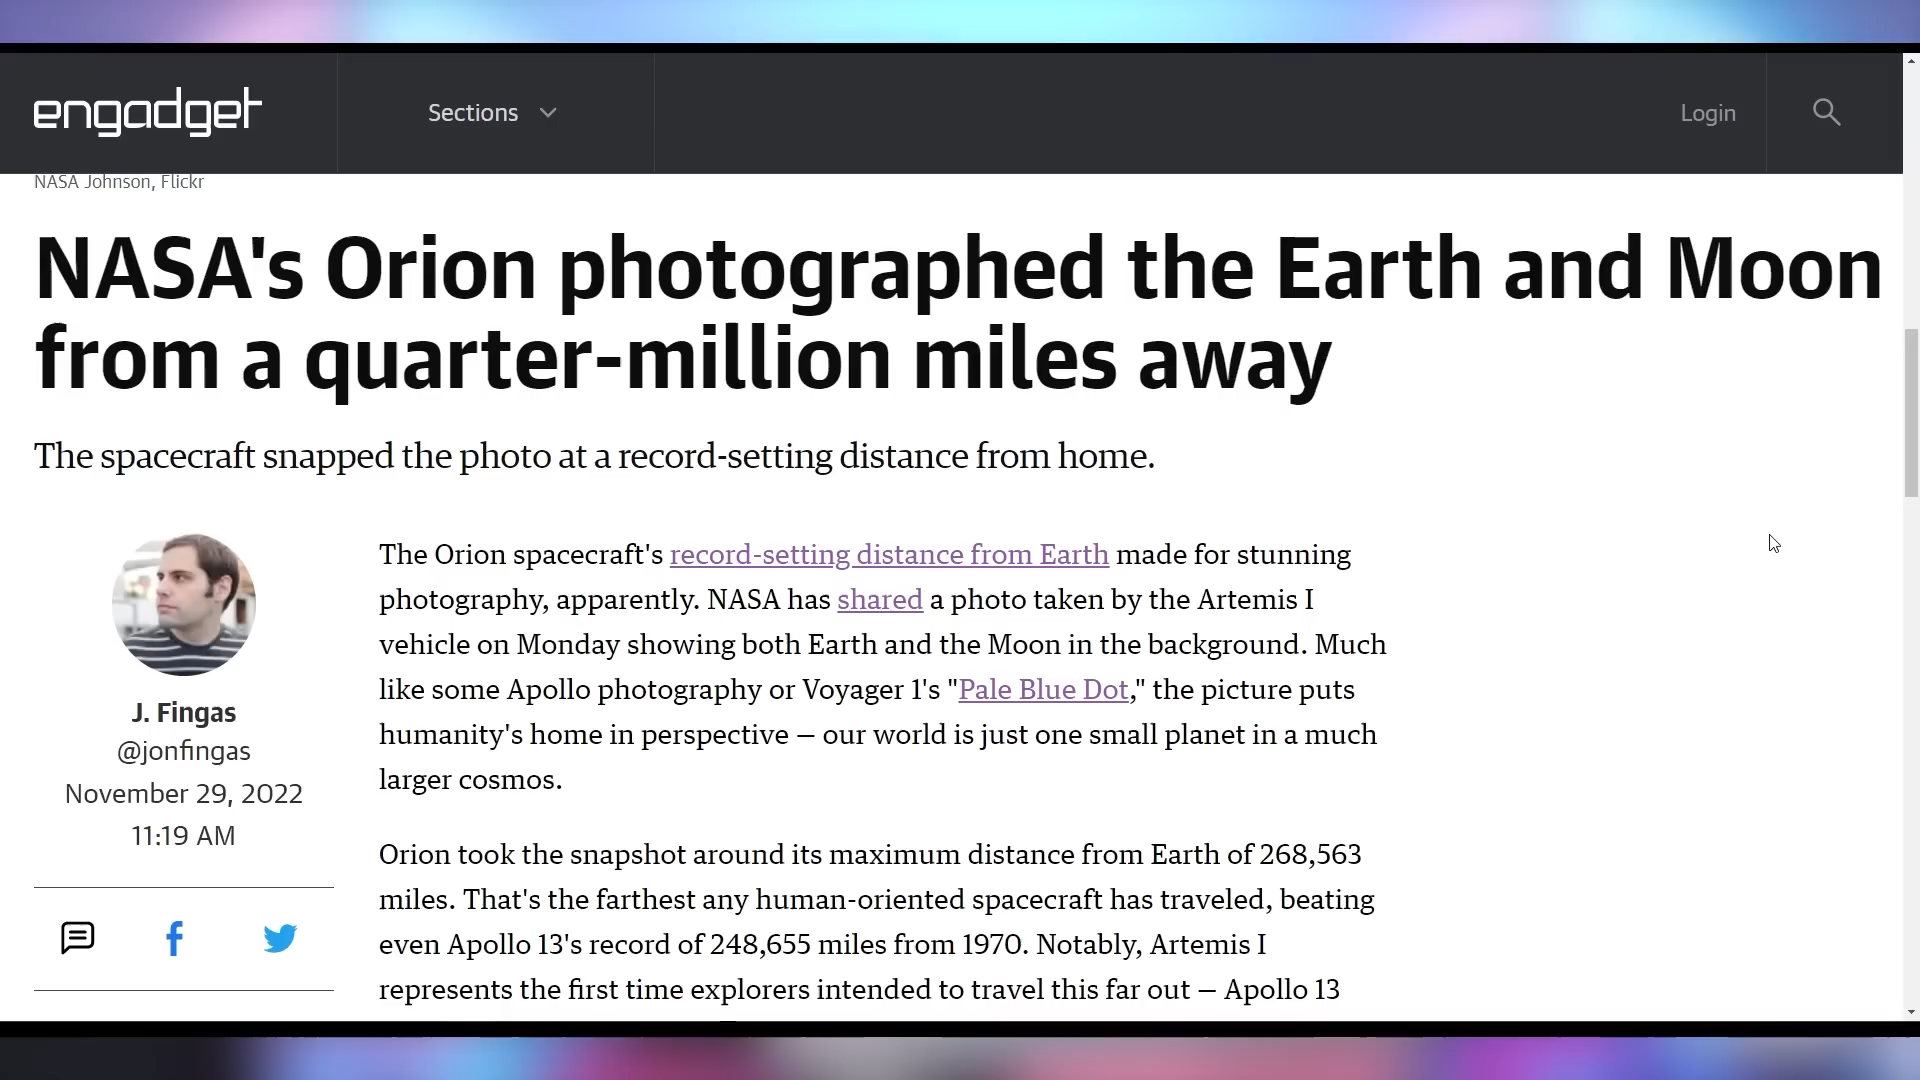 engadget
Sections
Login
NASA Johnson, Flickr
NASA's Orion photographed the Earth and Moon
from a quarter-million miles away
The spacecraft snapped the photo at a record-setting distance from home.
J. Fingas
@jonfingas
November 29, 2022
11:19 AM
The Orion spacecraft's record-setting distance from Earth made for stunning
photography, apparently. NASA has shared a photo taken by the Artemis I
vehicle on Monday showing both Earth and the Moon in the background. Much
like some Apollo photography or Voyager 1's "Pale Blue Dot," the picture puts
humanity's home in perspective — our world is just one small planet in a much
larger cosmos.
Orion took the snapshot around its maximum distance from Earth of 268,563
miles. That's the farthest any human-oriented spacecraft has traveled, beating
even Apollo 13's record of 248,655 miles from 1970. Notably, Artemis I
represents the first time explorers intended to travel this far out — Apollo 13